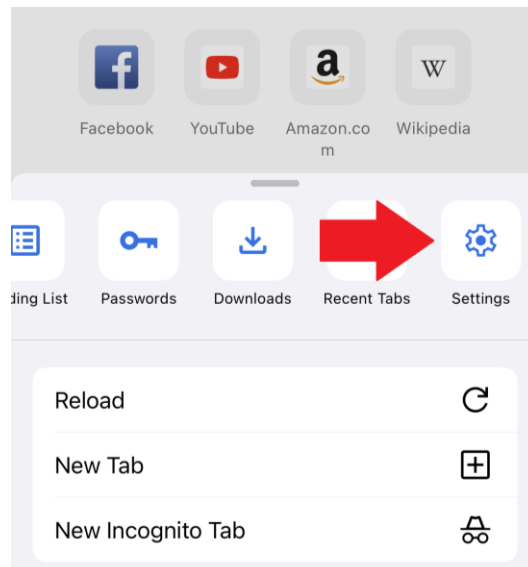 Facebook
YouTube
Amazon.co
m
Wikipedia
ding List
Passwords
Downloads
Recent Tabs
Settings
Reload
New Tab
New Incognito Tab